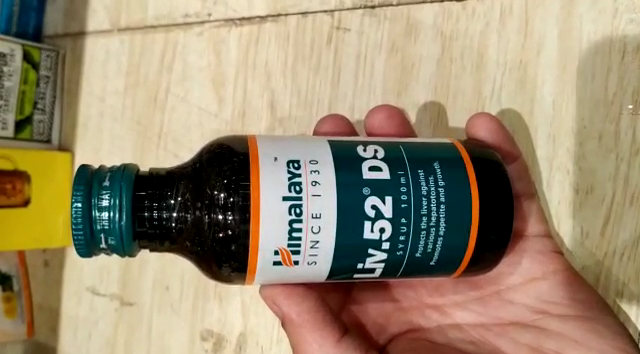 Himalaya
SINCE 1930
Liv.52® DS
SYRUP 100ml
Protects the liver against
various hepatotoxins.
Promotes appetite and growth.